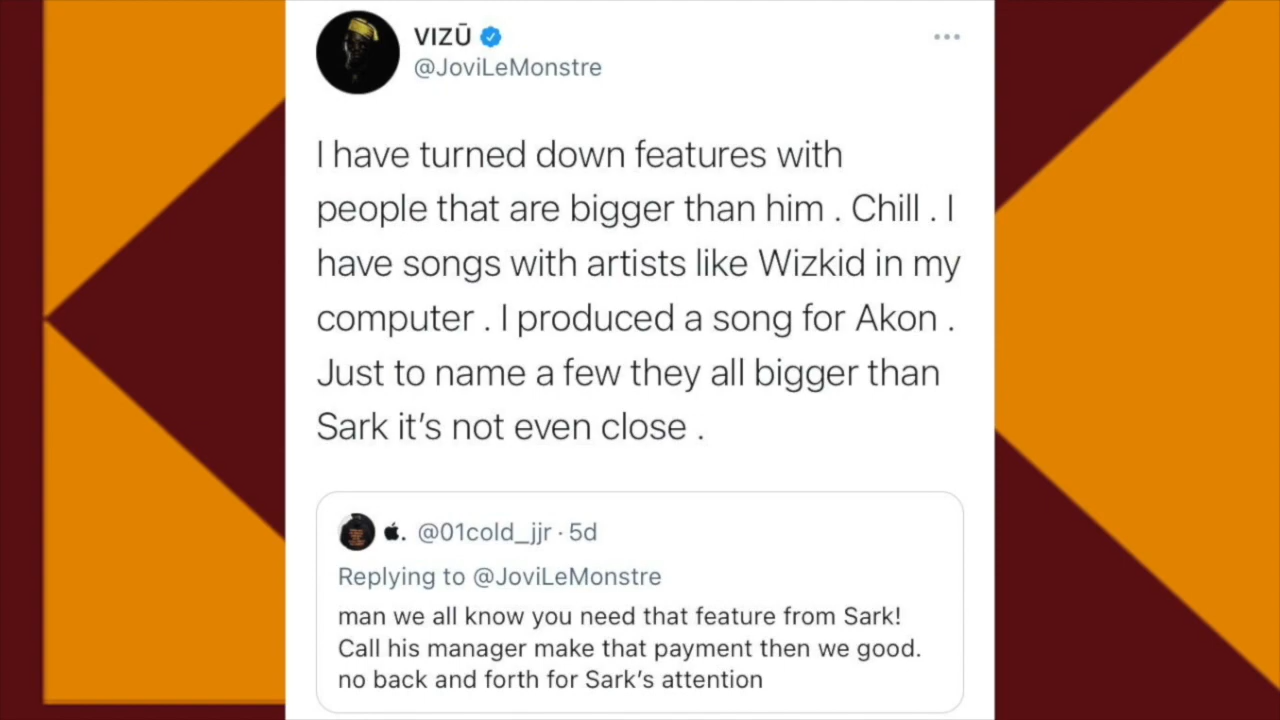 VIZŪ
@JoviLeMonstre
I have turned down features with
people that are bigger than him . Chill . I
have songs with artists like Wizkid in my
computer . I produced a song for Akon .
Just to name a few they all bigger than
Sark it’s not even close .
. @01cold_jjr · 5d
Replying to @JoviLeMonstre
man we all know you need that feature from Sark!
Call his manager make that payment then we good.
no back and forth for Sark’s attention